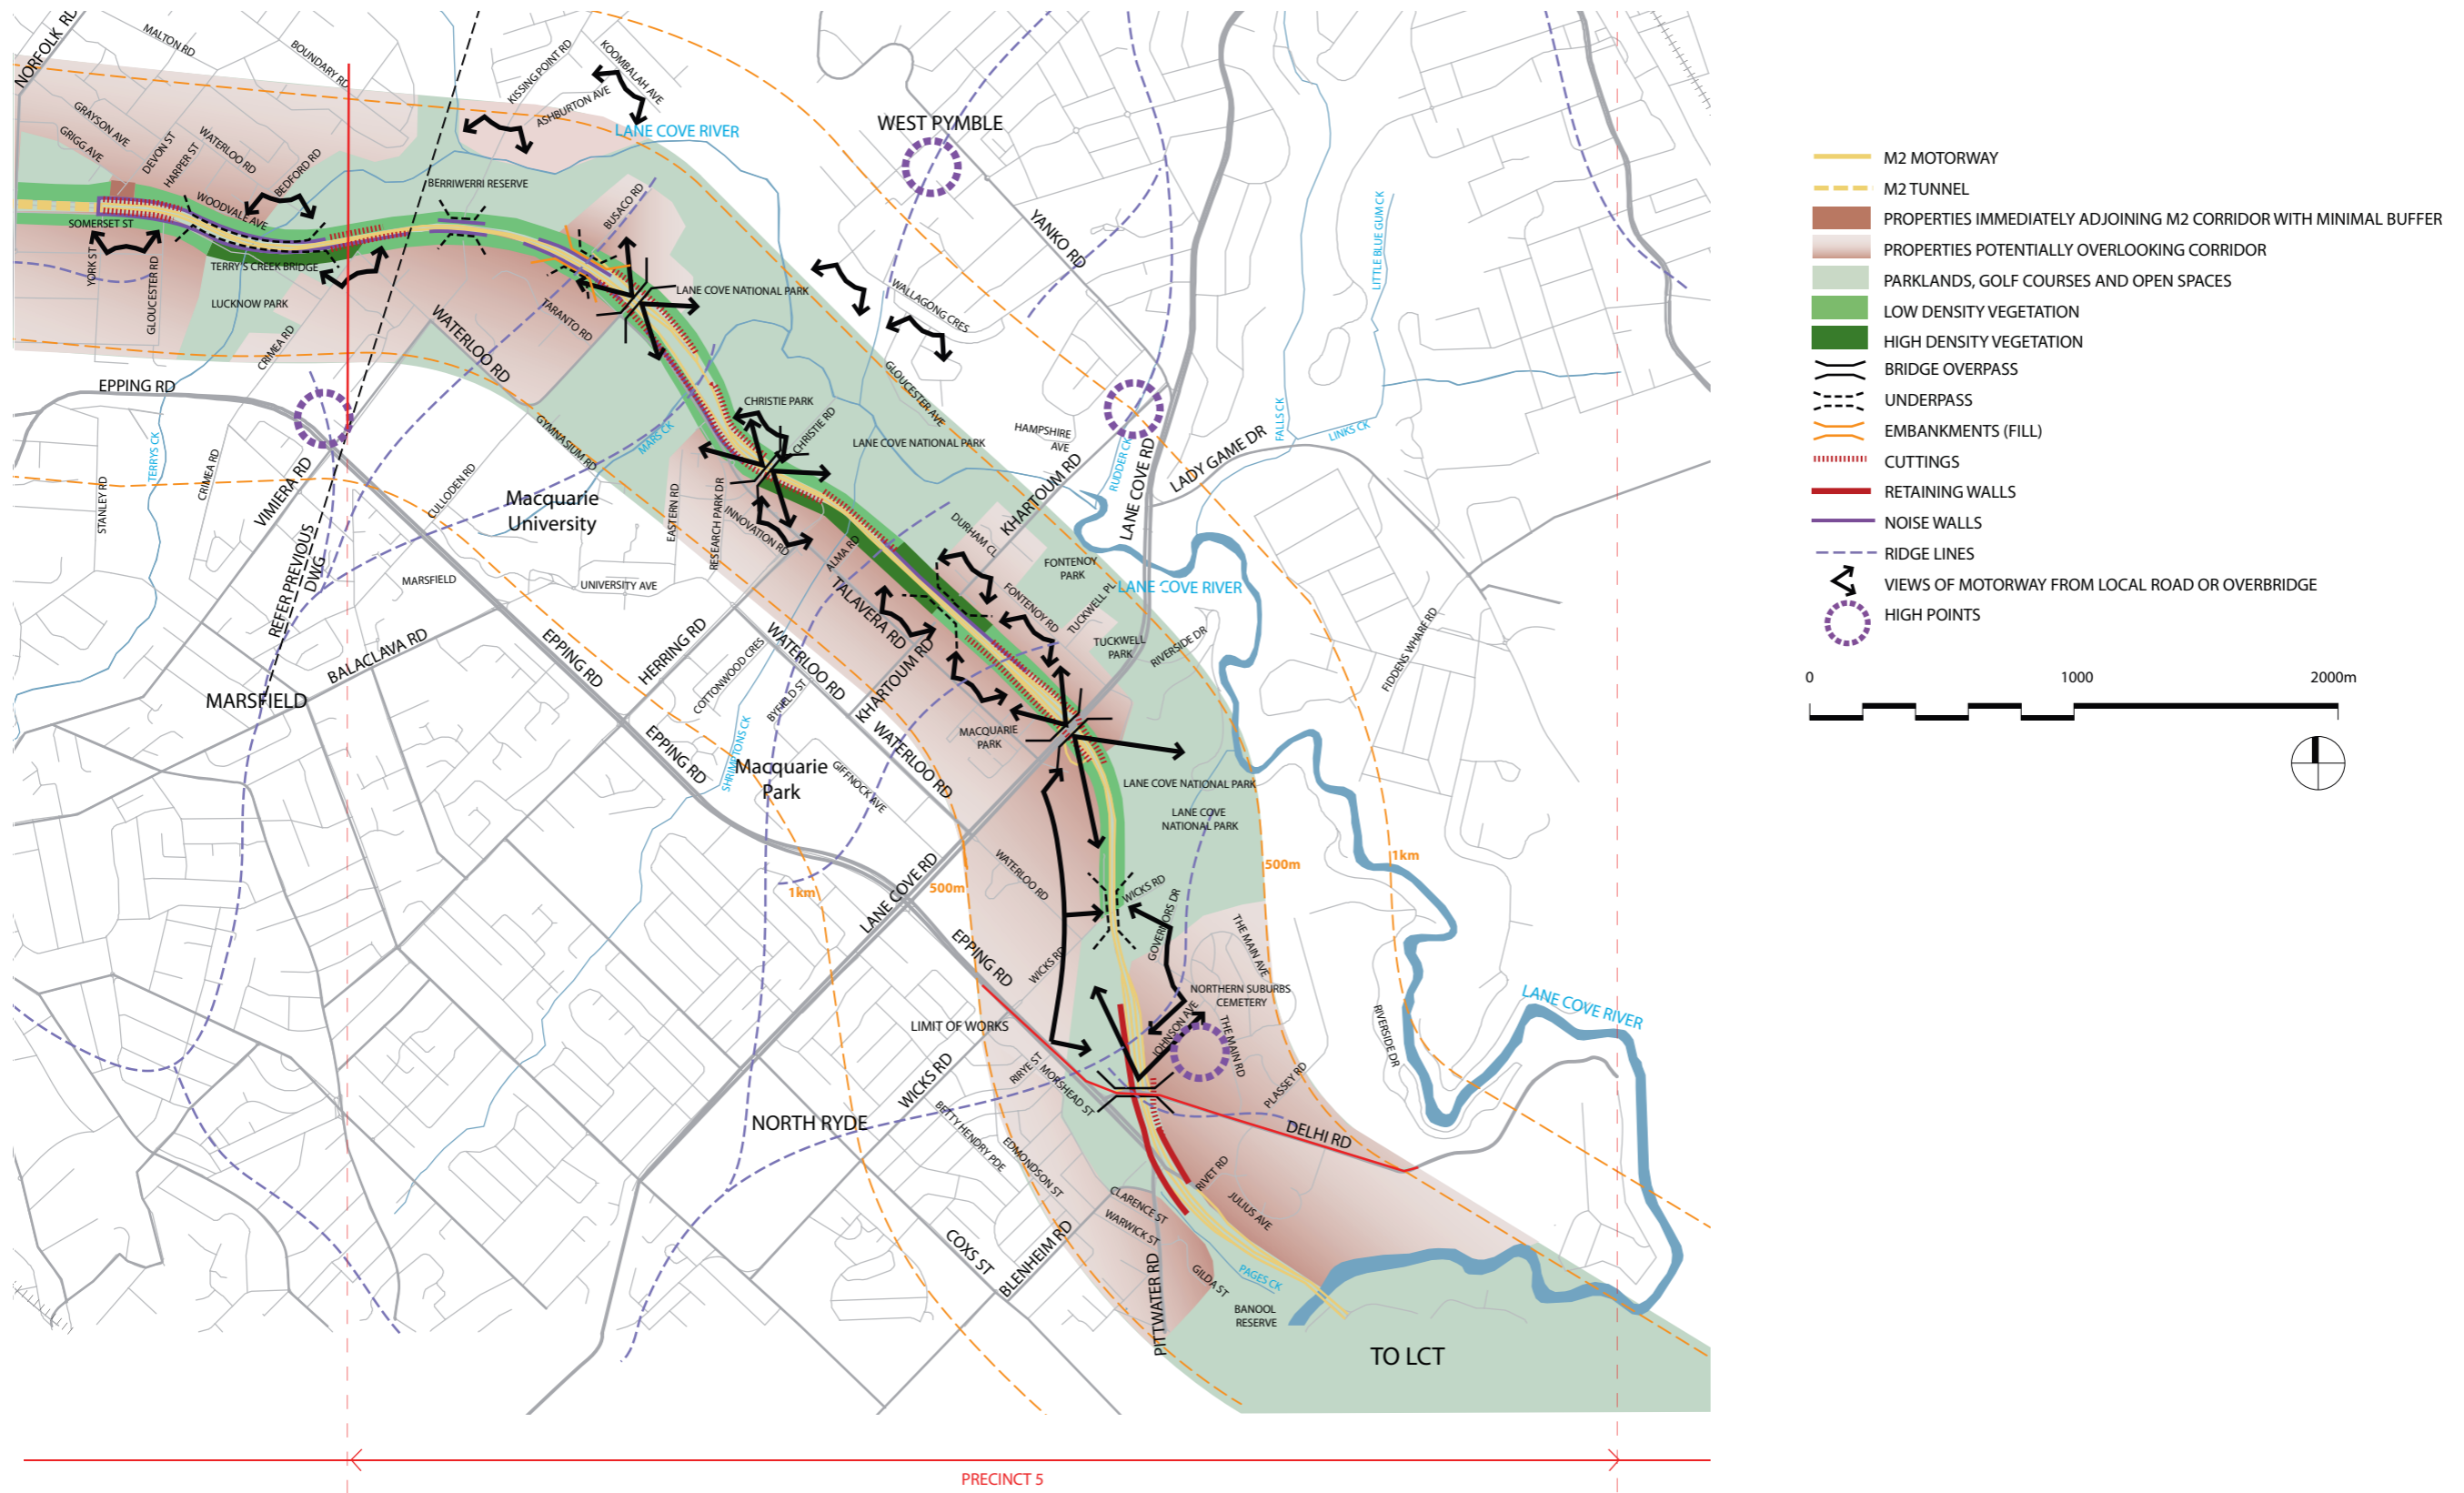 NORFOLK RD
MALTON RD
BOUNDARY RD
KISSING POINT RD
KOOMBALAH AVE
ASHBURTON AVE
LANE COVE RIVER
WEST PYMBLE
GRAYSON AVE
GRIGG AVE
DEVON ST
HARPER ST
WATERLOO RD
BEDFORD RD
BERRIWERRI RESERVE
WOODVALE AVE
SOMERSET ST
YORK ST
GLOUCESTER RD
TERRY S CREEK BRIDGE
LUCKNOW PARK
CRIMEA RD
BUSACO RD
TARANTO RD
WATERLOO RD
LANE COVE NATIONAL PARK
YANKO RD
WALLAGONG CRES
GLOUCESTER AVE
LITTLE BLUE GUM CK
EPPING RD
TERRYS CK
STANLEY RD
CRIMEA RD
VIMIERA RD
CULLODEN RD
GYMNASIUM RD
MARS CK
CHRISTIE PARK
CHRISTIE RD
LANE COVE NATIONAL PARK
HAMPSHIRE
AVE
RUDDER CK
LANE COVE RD
LADY GAME DR
FALLS CK
LINKS CK
Macquarie
University
EASTERN RD
RESEARCH PARK DR
INNOVATION RD
ALMA RD
TALAVERA RD
DURHAM CL
KHARTOUM RD
FONTENOY
PARK
FONTENOY RD
TUCKWELL PL
LANE COVE RIVER
TUCKWELL
PARK
RIVERSIDE DR
FIDDENS WHARF RD
REFER PREVIOUS
DWG
MARSFIELD
UNIVERSITY AVE
BALACLAVA RD
MARSFIELD
EPPING RD
HERRING RD
COTTONWOOD CRES
BYFIELD ST
WATERLOO RD
KHARTOUM RD
WATERLOO RD
MACQUARIE
PARK
SHRIMPTONS CK
Macquarie
Park
GIFFNOCK AVE
EPPING RD
LANE COVE NATIONAL PARK
LANE COVE
NATIONAL PARK
1km
500m
500m
1km
WATERLOO RD
LANE COVE RD
EPPING RD
WICKS RD
WICKS RD
GOVERNORS DR
THE MAIN AVE
NORTHERN SUBURBS
CEMETERY
JOHNSON AVE
THE MAIN RD
RIVERSIDE DR
LANE COVE RIVER
LIMIT OF WORKS
RIRYE ST
MORSHEAD ST
WICKS RD
PLASSEY RD
NORTH RYDE
BETTY HENDRY PDE
EDMONDSON ST
DELHI RD
RIVET RD
JULIUS AVE
CLARENCE ST
WARWICK ST
COXS ST
BLENHEIM RD
PITTWATER RD
GILDA ST
PAGES CK
BANOOL
RESERVE
TO LCT
PRECINCT 5
M2 MOTORWAY
M2 TUNNEL
PROPERTIES IMMEDIATELY ADJOINING M2 CORRIDOR WITH MINIMAL BUFFER
PROPERTIES POTENTIALLY OVERLOOKING CORRIDOR
PARKLANDS, GOLF COURSES AND OPEN SPACES
LOW DENSITY VEGETATION
HIGH DENSITY VEGETATION
BRIDGE OVERPASS
UNDERPASS
EMBANKMENTS (FILL)
CUTTINGS
RETAINING WALLS
NOISE WALLS
RIDGE LINES
VIEWS OF MOTORWAY FROM LOCAL ROAD OR OVERBRIDGE
HIGH POINTS
0 1000 2000m